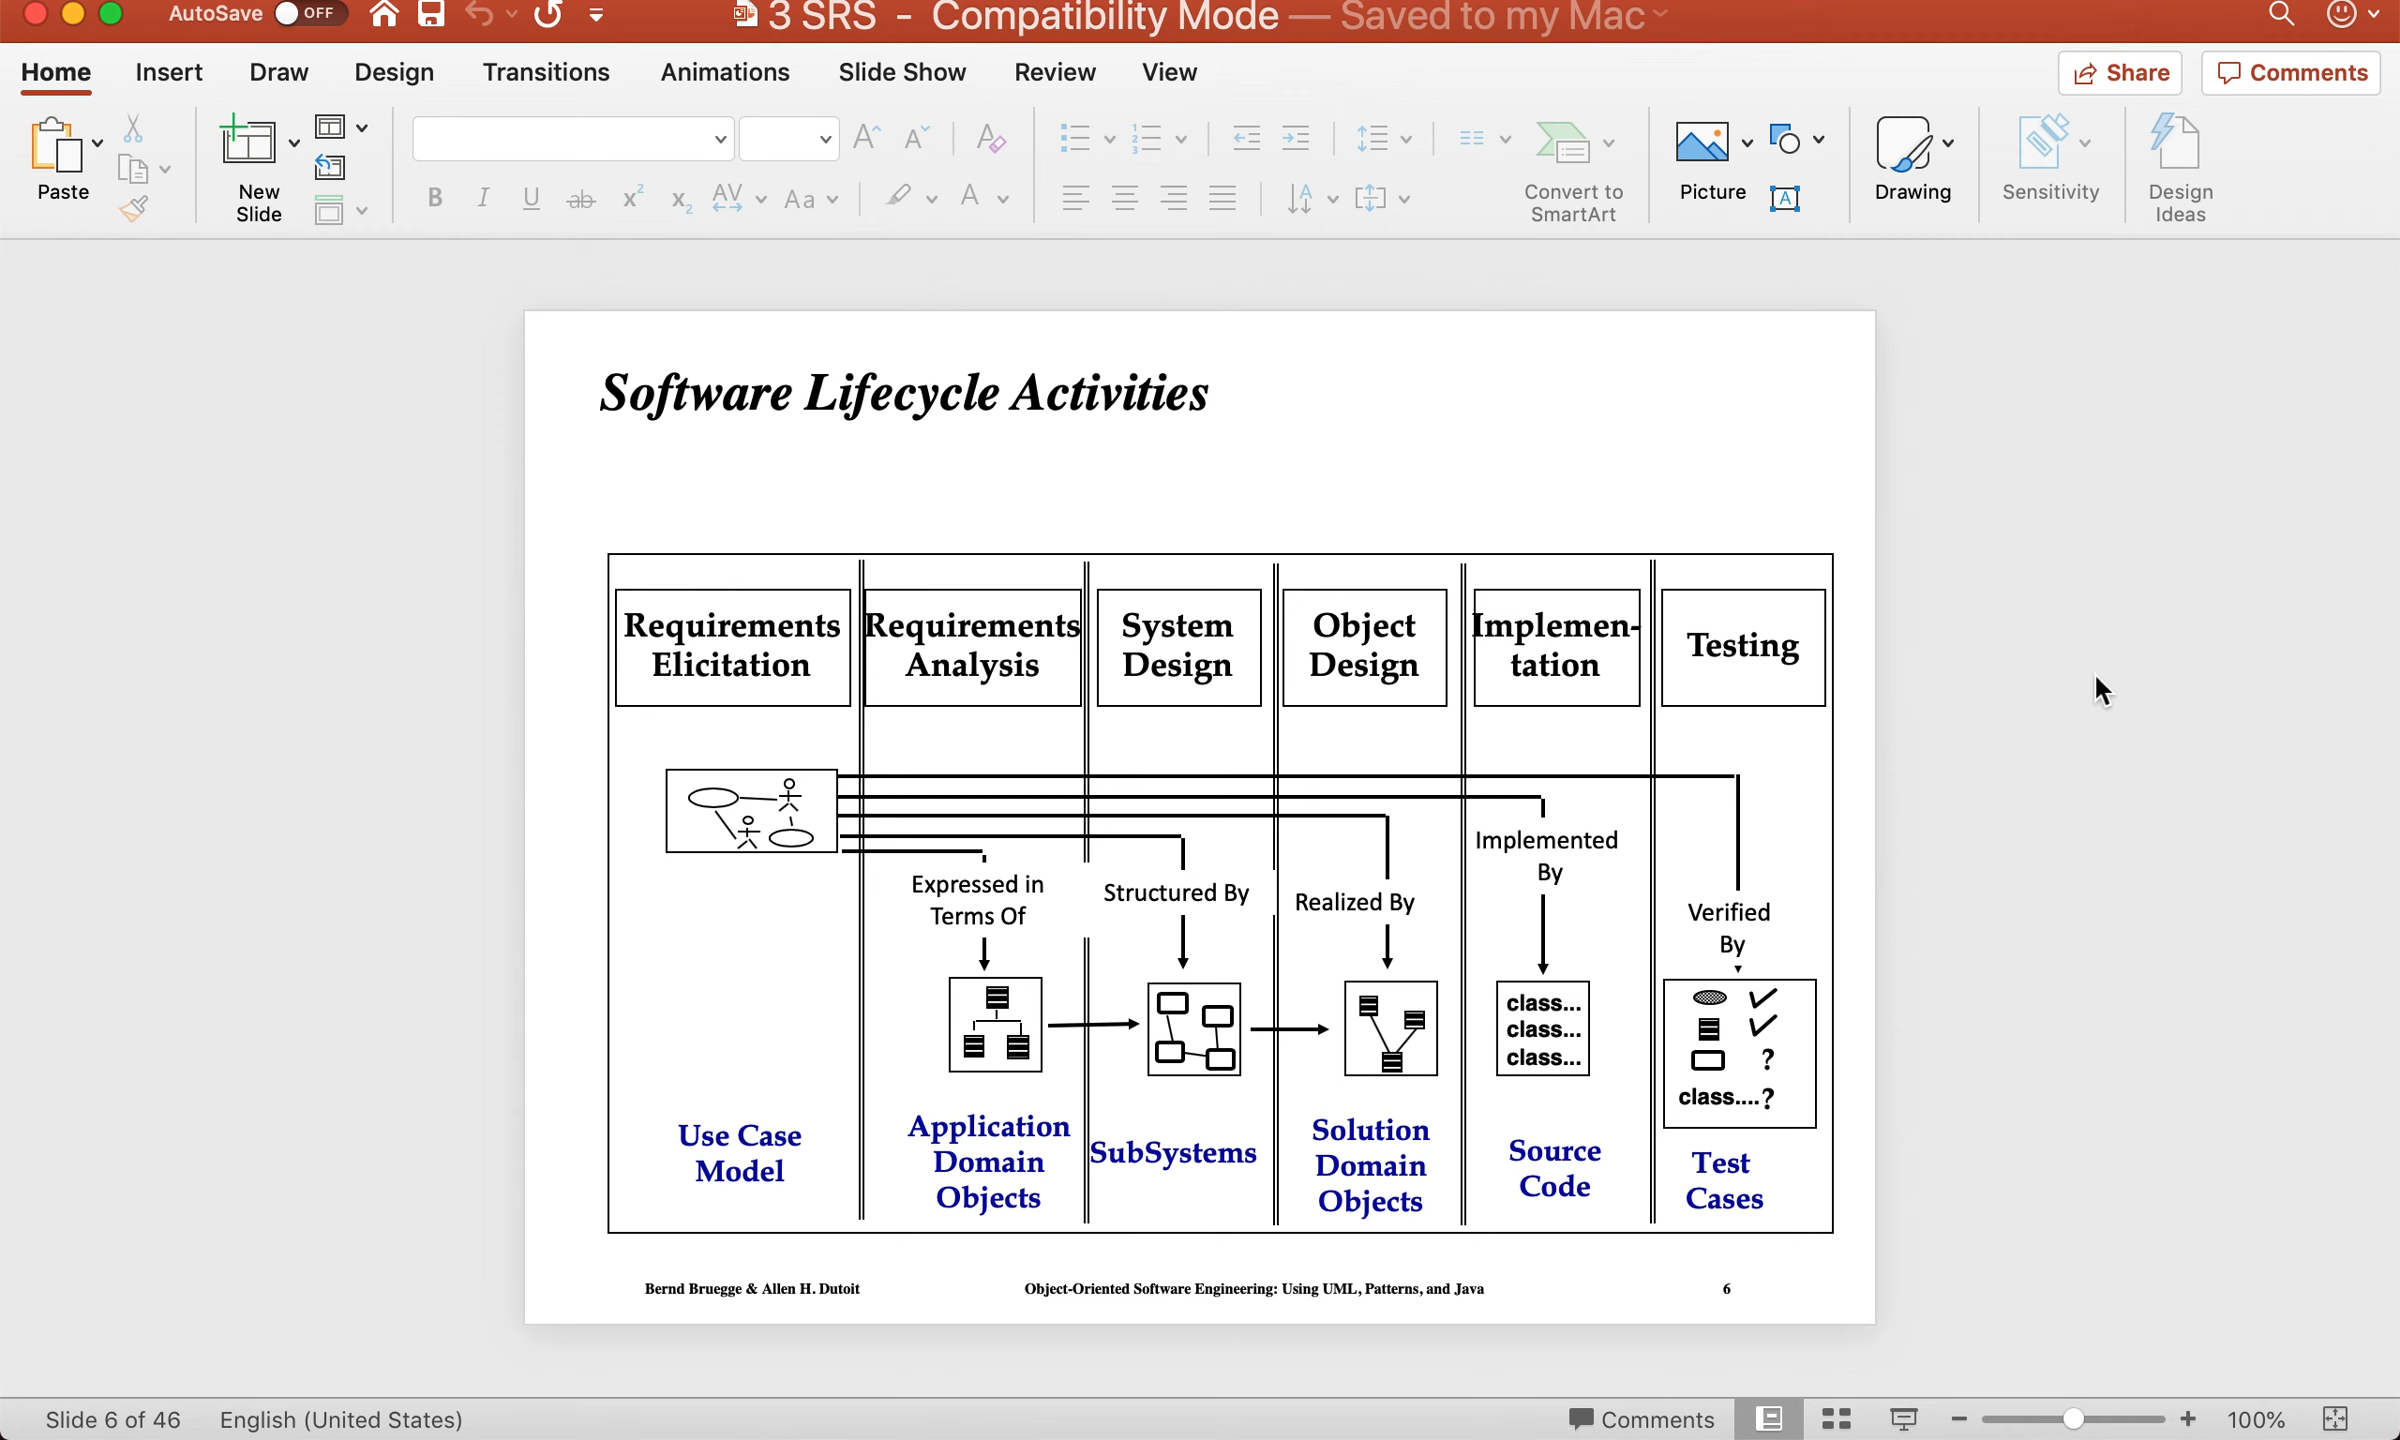 AutoSave OFF
3 SRS - Compatibility Mode — Saved to my Mac
Home Insert Draw Design Transitions Animations Slide Show Review View Share Comments
Paste
New
Slide
Convert to
SmartArt
Picture
Drawing
Sensitivity
Design
Ideas
Software Lifecycle Activities
Requirements
Elicitation
Requirements
Analysis
System
Design
Object
Design
Implemen-
tation
Testing
Expressed in
Terms Of
Structured By
Realized By
Implemented
By
Verified
By
class...
class...
class...
?
class....?
Use Case
Model
Application
Domain
Objects
SubSystems
Solution
Domain
Objects
Source
Code
Test
Cases
Bernd Bruegge & Allen H. Dutoit Object-Oriented Software Engineering: Using UML, Patterns, and Java 6
Slide 6 of 46 English (United States) Comments 100%